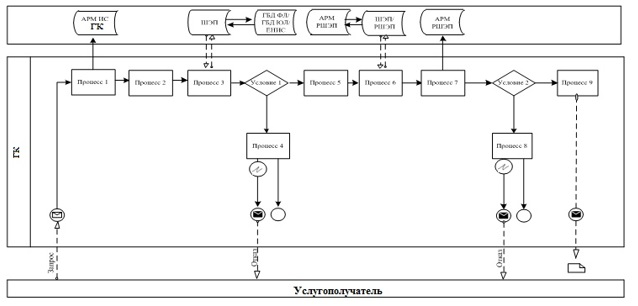 АРМ ИС
ГК
ШЭП
ГБД ФЛ/
ГБД ЮЛ/
ЕНИС
АРМ
РШЭП
ШЭП/
РШЭП
АРМ
РШЭП
ГК
Процесс 1
Процесс 2
Процесс 3
Условие 1
Процесс 5
Процесс 6
Процесс 7
Условие 2
Процесс 9
Процесс 4
Процесс 8
Запрос
Отказ
Отказ
Услугополучатель